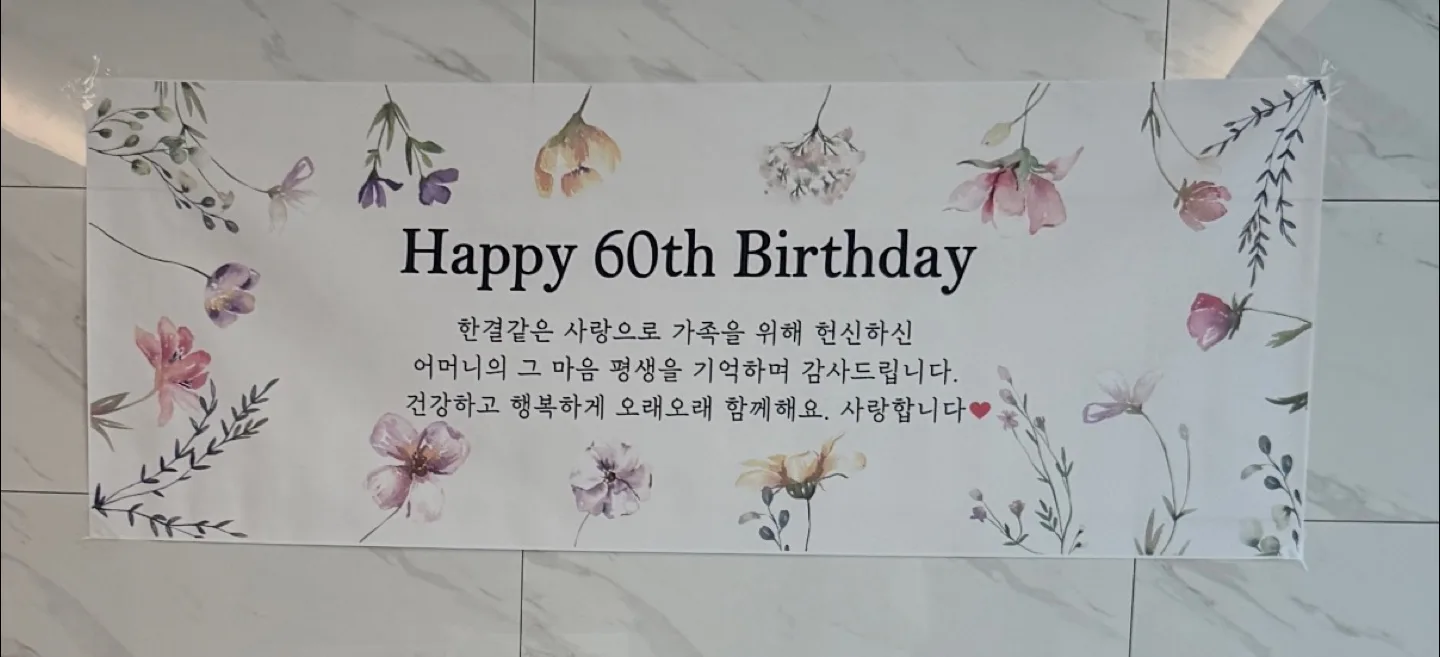 Happy 60th Birthday
한결같은 사랑으로 가족을 위해 헌신하신
어머니의 그 마음 평생을 기억하며 감사드립니다.
건강하고 행복하게 오래오래 함께해요. 사랑합니다❤